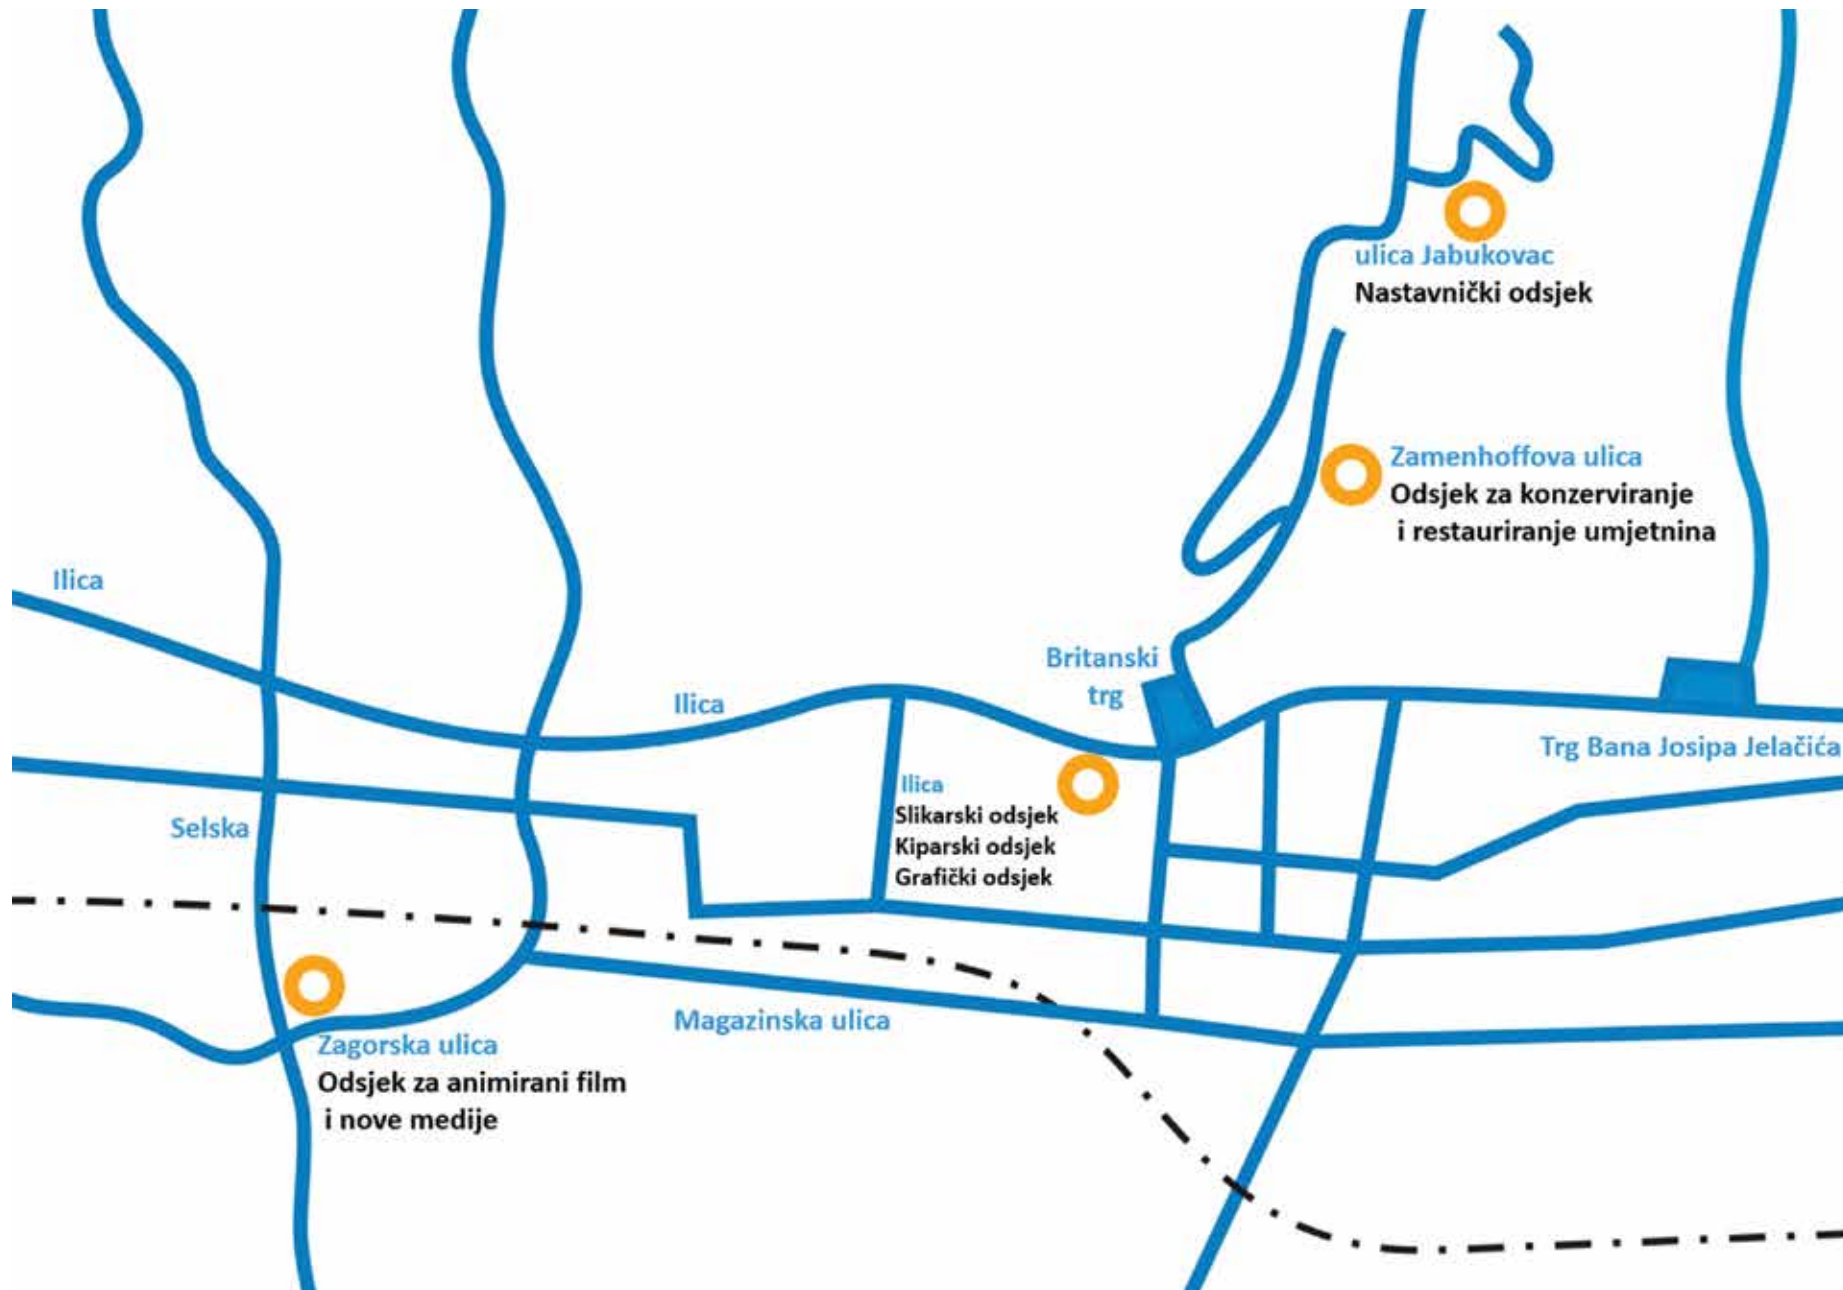 ulica Jabukovac
Nastavnički odsjek
Zamenhoffova ulica
Odsjek za konzerviranje
i restauriranje umjetnina
Ilica
Britanski
trg
Ilica
Trg Bana Josipa Jelačića
Ilica
Slikarski odsjek
Kiparski odsjek
Grafički odsjek
Selska
Magazinska ulica
Zagorska ulica
Odsjek za animirani film
i nove medije